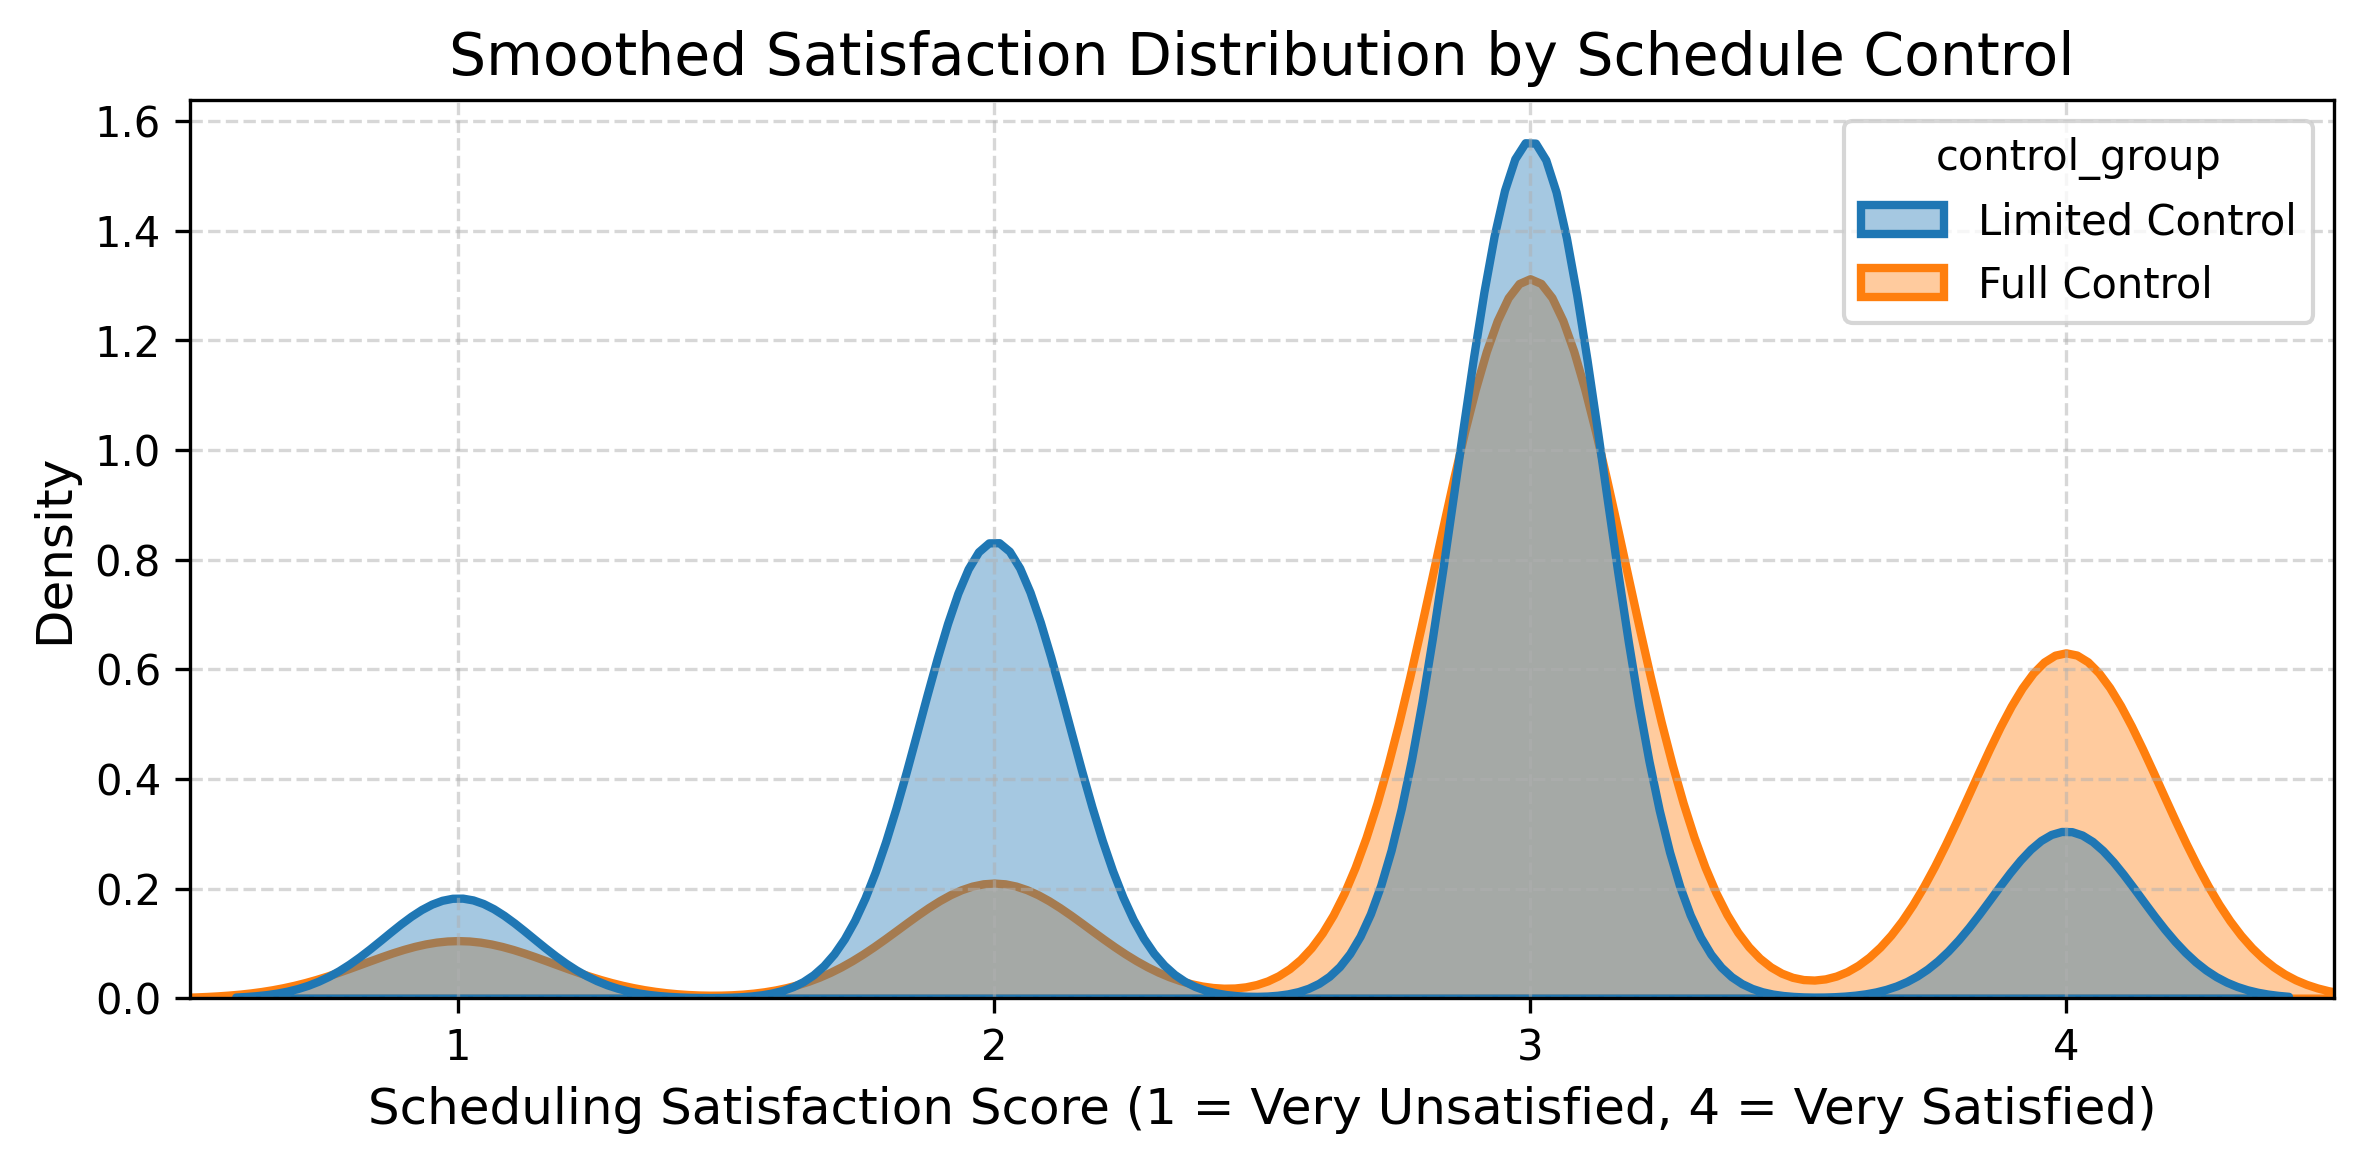 Smoothed Satisfaction Distribution by Schedule Control
1.6
1.4
1.2
1.0
0.8
0.6
0.4
0.2
0.0
Density
control_group
Limited Control
Full Control
1 2 3 4
Scheduling Satisfaction Score (1 = Very Unsatisfied, 4 = Very Satisfied)